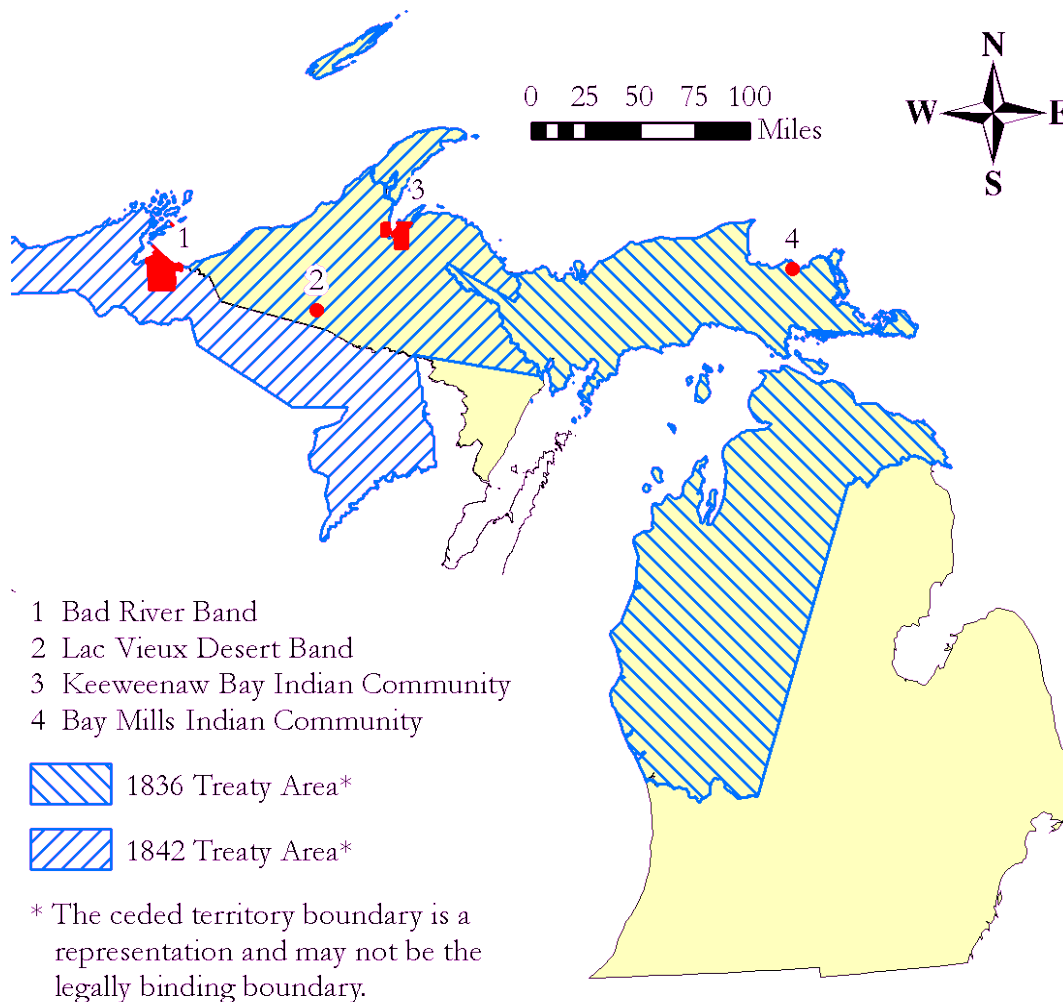 N
0 25 50 75 100
Miles
W E
S
3
1
4
2
1 Bad River Band
2 Lac Vieux Desert Band
3 Keeweenaw Bay Indian Community
4 Bay Mills Indian Community
1836 Treaty Area*
1842 Treaty Area*
* The ceded territory boundary is a
representation and may not be the
legally binding boundary.